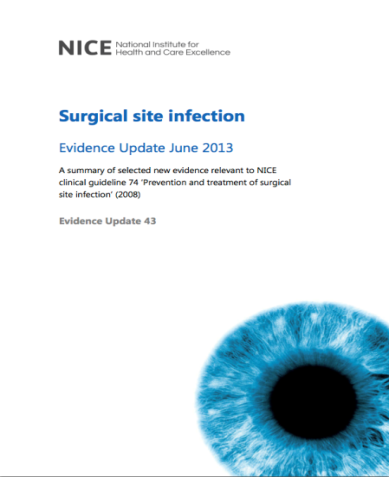 NICE National Institute for
Health and Care Excellence
Surgical site infection
Evidence Update June 2013
A summary of selected new evidence relevant to NICE
clinical guideline 74 'Prevention and treatment of surgical
site infection' (2008)
Evidence Update 43